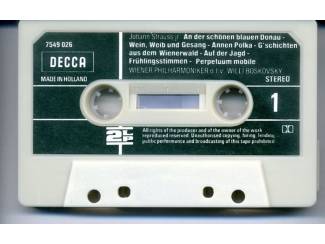 7549 026
DECCA
MADE IN HOLLAND
Johann Strauss jr An der schönen blauen Donau -
Wein, Weib und Gesang - Annen Polka - G'schichten
aus dem Wienerwald - Auf der Jagd -
Frühlingsstimmen - Perpetuum mobile
WIENER PHILHARMONIKER o.l.v. WILLI BOSKOVSKY
STEREO
1
2 LP
All rights of the producer and of the owner of the work
reproduced reserved. Unauthorised copying, hiring, lending,
public performance and broadcasting of this tape prohibited